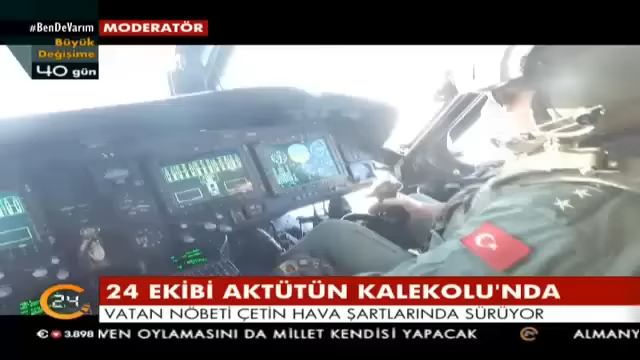 #BenDeVarım
Büyük
Değişime
40 gün
MODERATÖR
24 EKİBİ AKTÜTÜN KALEKOLU'NDA
VATAN NÖBETİ ÇETİN HAVA ŞARTLARINDA SÜRÜYOR
24
€ 3.898 VEN OYLAMASINI DA MİLLET KENDİSİ YAPACAK ALMANY